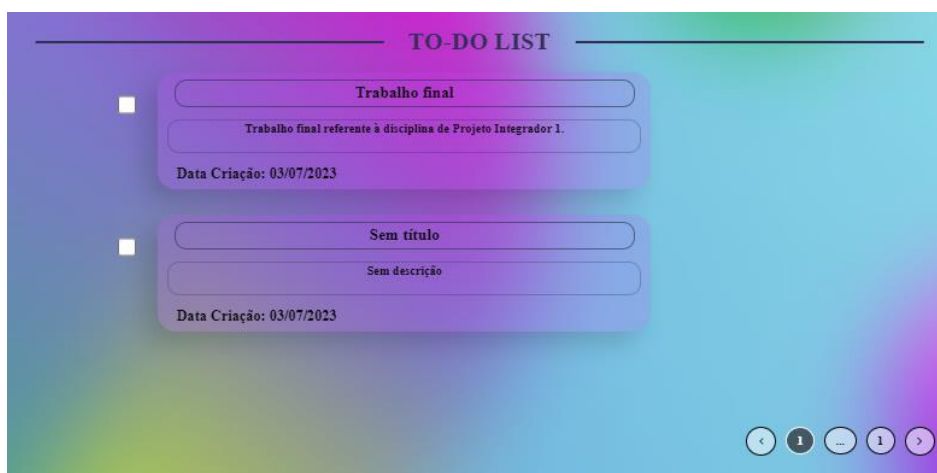 TO-DO LIST
Trabalho final
Trabalho final referente à disciplina de Projeto Integrador 1.
Data Criação: 03/07/2023
Sem título
Sem descrição
Data Criação: 03/07/2023
‹ 1 ... 1 ›